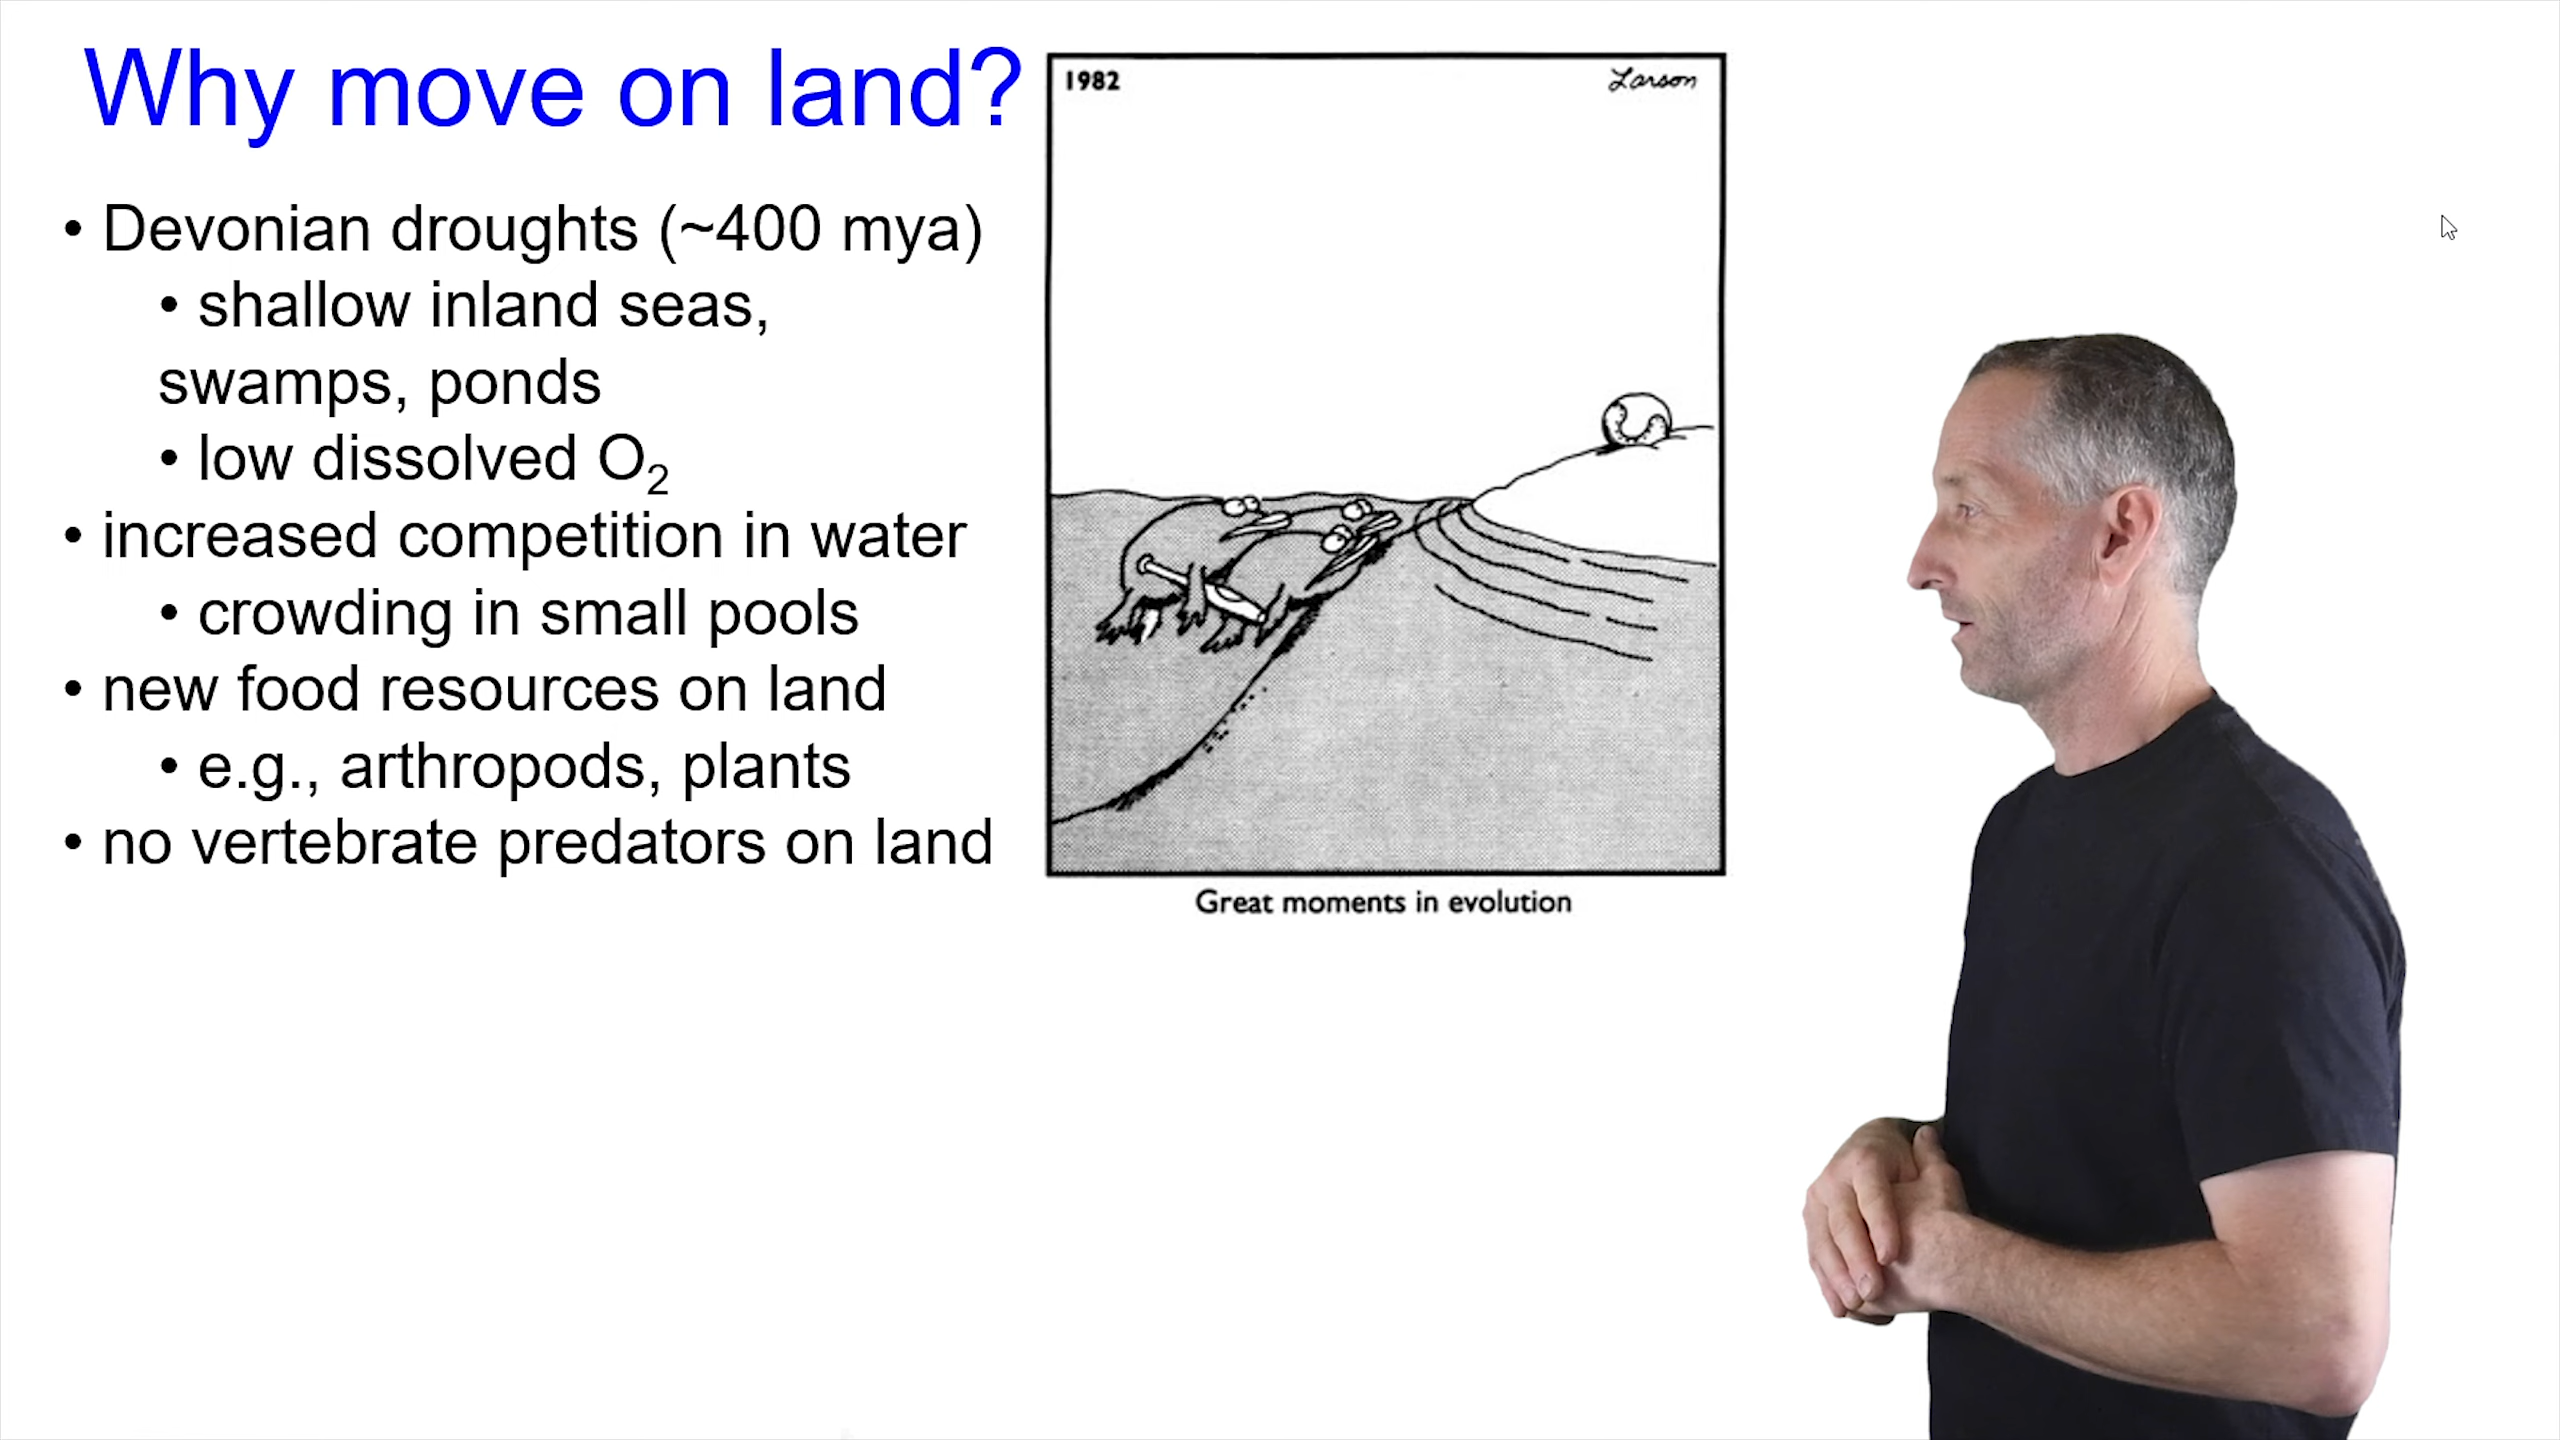 Why move on land?
• Devonian droughts (~400 mya)
• shallow inland seas,
swamps, ponds
• low dissolved O₂
• increased competition in water
• crowding in small pools
• new food resources on land
• e.g., arthropods, plants
• no vertebrate predators on land
1982
Larson
Great moments in evolution